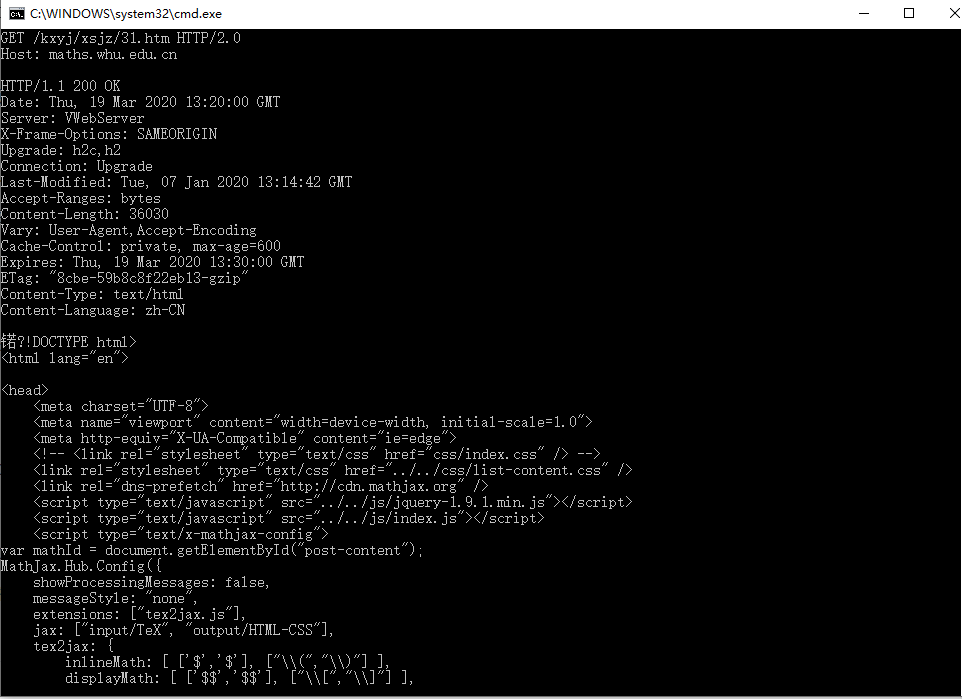 C:\WINDOWS\system32\cmd.exe
GET /kxyj/xsjz/31.htm HTTP/2.0
Host: maths.whu.edu.cn
HTTP/1.1 200 OK
Date: Thu, 19 Mar 2020 13:20:00 GMT
Server: VWebServer
X-Frame-Options: SAMEORIGIN
Upgrade: h2c,h2
Connection: Upgrade
Last-Modified: Tue, 07 Jan 2020 13:14:42 GMT
Accept-Ranges: bytes
Content-Length: 36030
Vary: User-Agent,Accept-Encoding
Cache-Control: private, max-age=600
Expires: Thu, 19 Mar 2020 13:30:00 GMT
ETag: "8cbe-59b8c8f22eb13-gzip"
Content-Type: text/html
Content-Language: zh-CN
锘?!DOCTYPE html>
<html lang="en">
<head>
    <meta charset="UTF-8">
    <meta name="viewport" content="width=device-width, initial-scale=1.0">
    <meta http-equiv="X-UA-Compatible" content="ie=edge">
    <!-- <link rel="stylesheet" type="text/css" href="css/index.css" /> -->
    <link rel="stylesheet" type="text/css" href="../../css/list-content.css" />
    <link rel="dns-prefetch" href="http://cdn.mathjax.org" />
    <script type="text/javascript" src="../../js/jquery-1.9.1.min.js"></script>
    <script type="text/javascript" src="../../js/index.js"></script>
    <script type="text/x-mathjax-config">
var mathId = document.getElementById("post-content");
MathJax.Hub.Config({
    showProcessingMessages: false,
    messageStyle: "none",
    extensions: ["tex2jax.js"],
    jax: ["input/TeX", "output/HTML-CSS"],
    tex2jax: {
        inlineMath: [ ['$','$'], ["\\(","\\)"] ],
        displayMath: [ ['$$','$$'], ["\\[","\\]"] ],